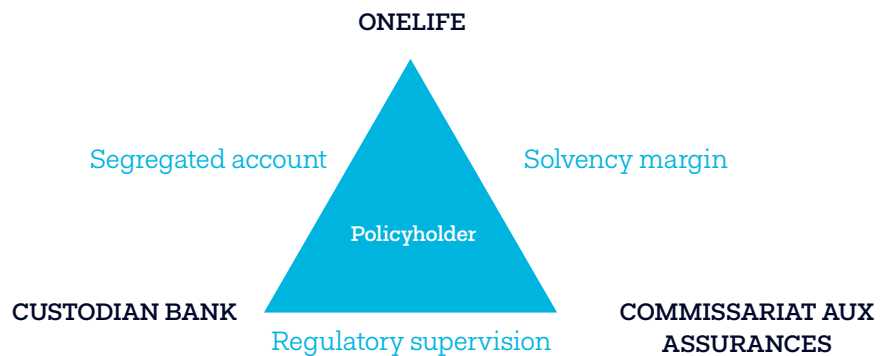 ONELIFE
Segregated account
Solvency margin
Policyholder
CUSTODIAN BANK
COMMISSARIAT AUX
ASSURANCES
Regulatory supervision